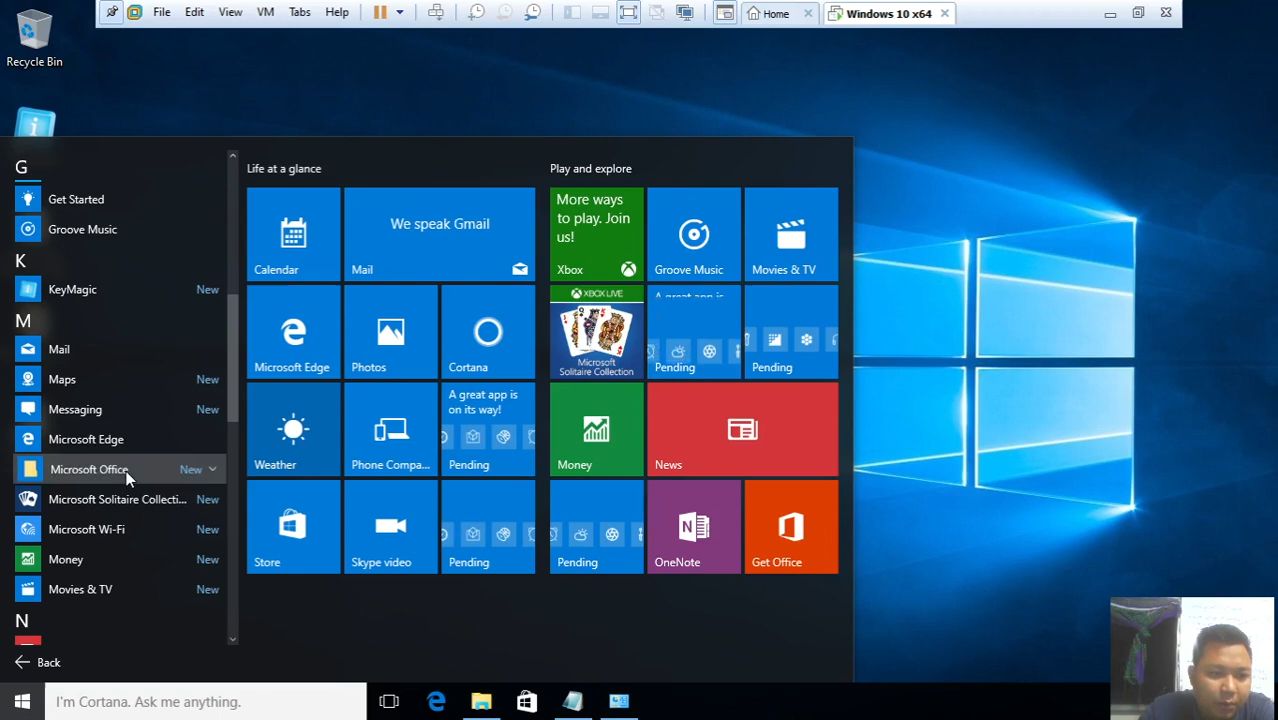 File Edit View VM Tabs Help
Home
Windows 10 x64
Recycle Bin
G
Get Started
Groove Music
K
KeyMagic New
M
Mail
Maps New
Messaging New
Microsoft Edge
Microsoft Office New
Microsoft Solitaire Collecti... New
Microsoft Wi-Fi New
Money New
Movies & TV New
N
Back
Life at a glance
Calendar
We speak Gmail
Mail
Microsoft Edge
Photos
Cortana
Weather
Phone Compa...
A great app is
on its way!
Pending
Store
Skype video
Pending
Play and explore
More ways
to play. Join
us!
Xbox
Groove Music
Movies & TV
XBOX LIVE
Microsoft
Solitaire Collection
A great app is
Pending
Pending
Money
News
Pending
OneNote
Get Office
I'm Cortana. Ask me anything.